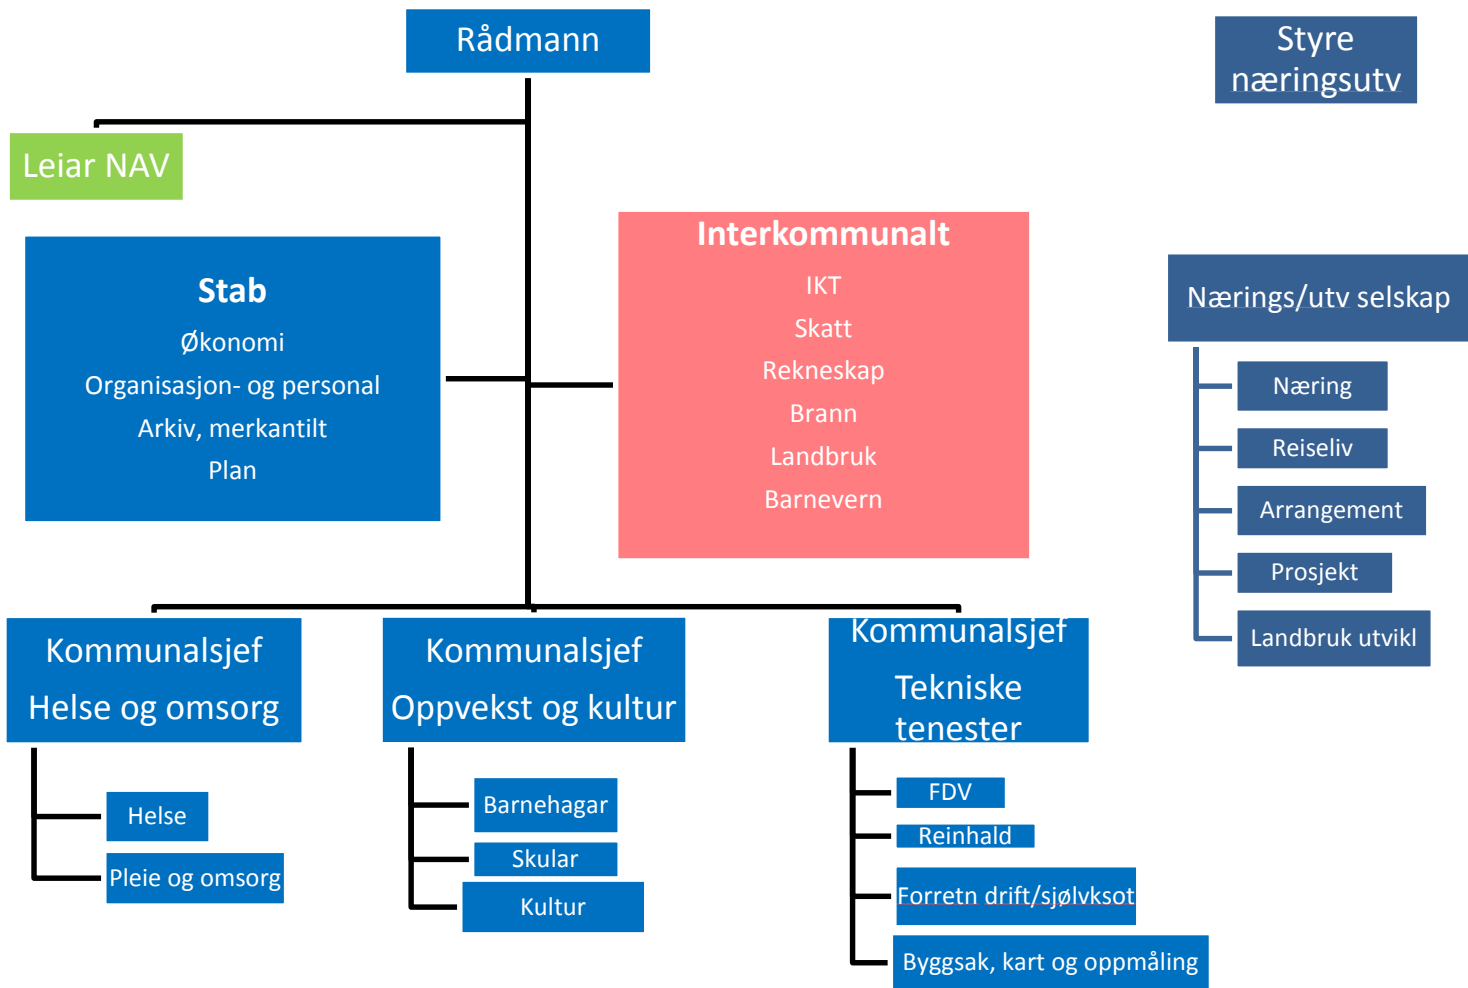 Rådmann
Styre
næringsutv
Leiar NAV
Stab
Økonomi
Organisasjon- og personal
Arkiv, merkantilt
Plan
Interkommunalt
IKT
Skatt
Rekneskap
Brann
Landbruk
Barnevern
Nærings/utv selskap
Næring
Reiseliv
Arrangement
Prosjekt
Landbruk utvikl
Kommunalsjef
Helse og omsorg
Helse
Pleie og omsorg
Kommunalsjef
Oppvekst og kultur
Barnehagar
Skular
Kultur
Kommunalsjef
Tekniske
tenester
FDV
Reinhald
Forretn drift/sjølvksot
Byggsak, kart og oppmåling